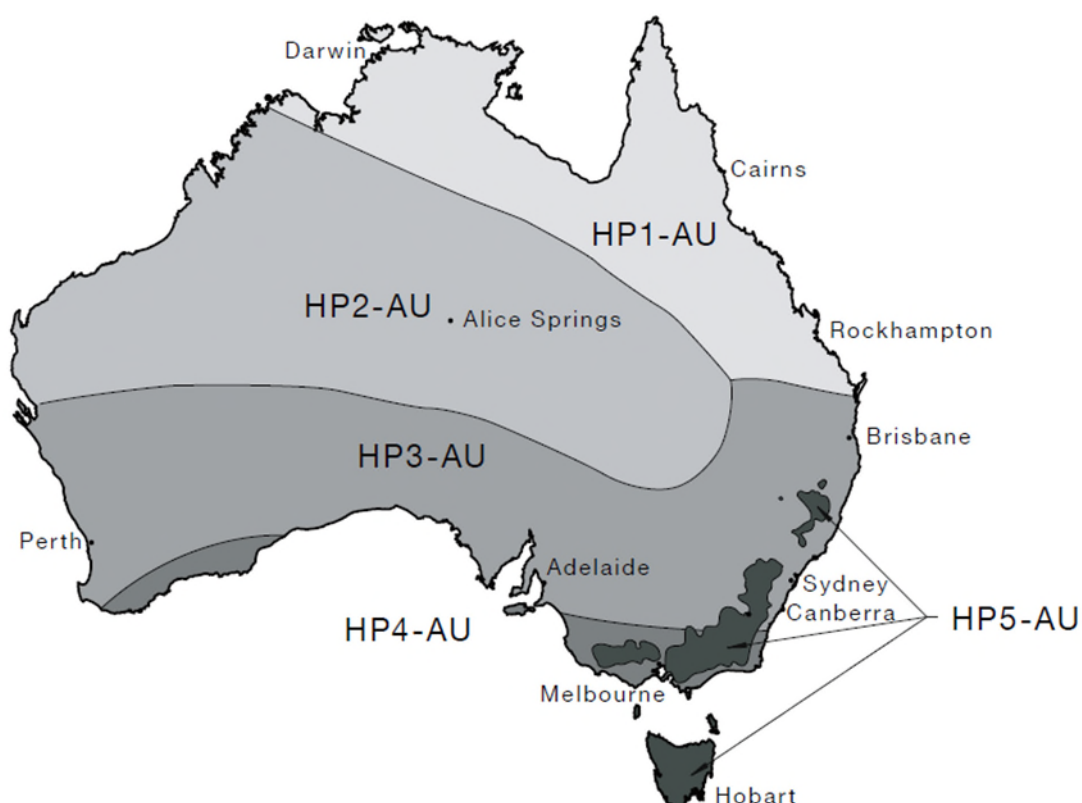 Darwin
Cairns
HP1-AU
HP2-AU
Alice Springs
Rockhampton
Brisbane
HP3-AU
Perth
Adelaide
Sydney
Canberra
HP4-AU
HP5-AU
Melbourne
Hobart